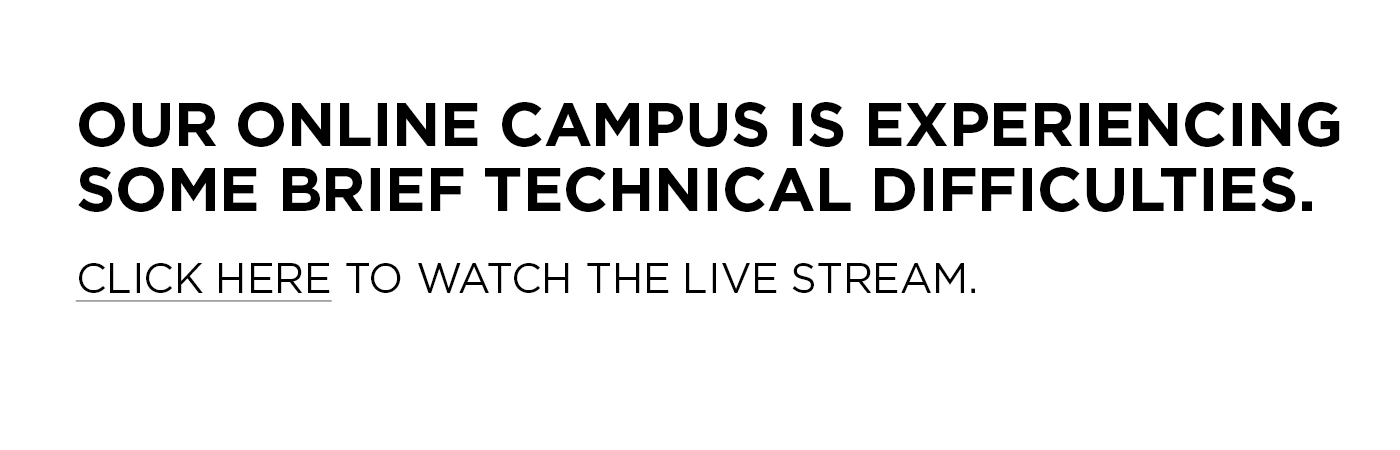 OUR ONLINE CAMPUS IS EXPERIENCING
SOME BRIEF TECHNICAL DIFFICULTIES.
CLICK HERE TO WATCH THE LIVE STREAM.